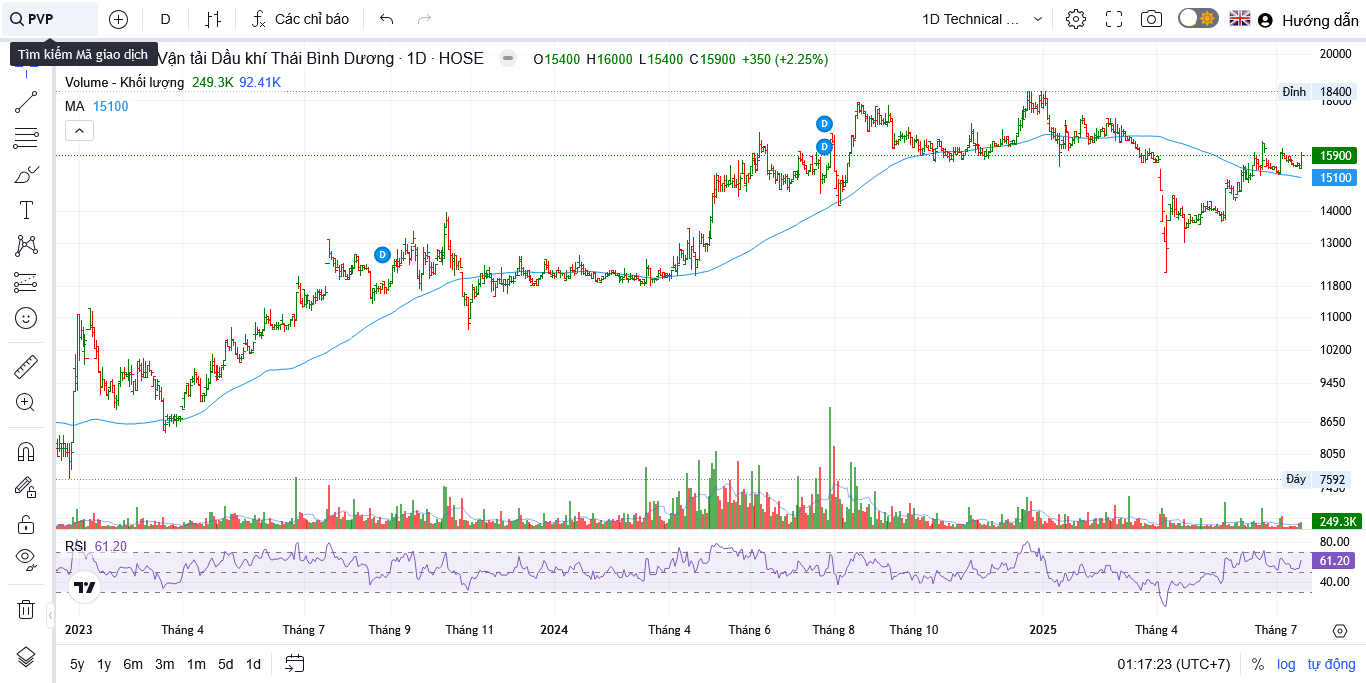 PVP
D
Các chỉ báo
1D Technical ...
Hướng dẫn
Tìm kiếm Mã giao dịch
Vận tải Dầu khí Thái Bình Dương · 1D · HOSE
O15400 H16000 L15400 C15900 +350 (+2.25%)
Volume - Khối lượng 249.3K 92.41K
MA 15100
D
D
D
20000
Đỉnh 18400
18000
15900
15100
14000
13000
11800
11000
10200
9450
8650
8050
Đáy 7592
7450
249.3K
RSI 61.20
80.00
61.20
40.00
2023 Tháng 4 Tháng 7 Tháng 9 Tháng 11 2024 Tháng 4 Tháng 6 Tháng 8 Tháng 10 2025 Tháng 4 Tháng 7
5y 1y 6m 3m 1m 5d 1d
01:17:23 (UTC+7) % log tự động